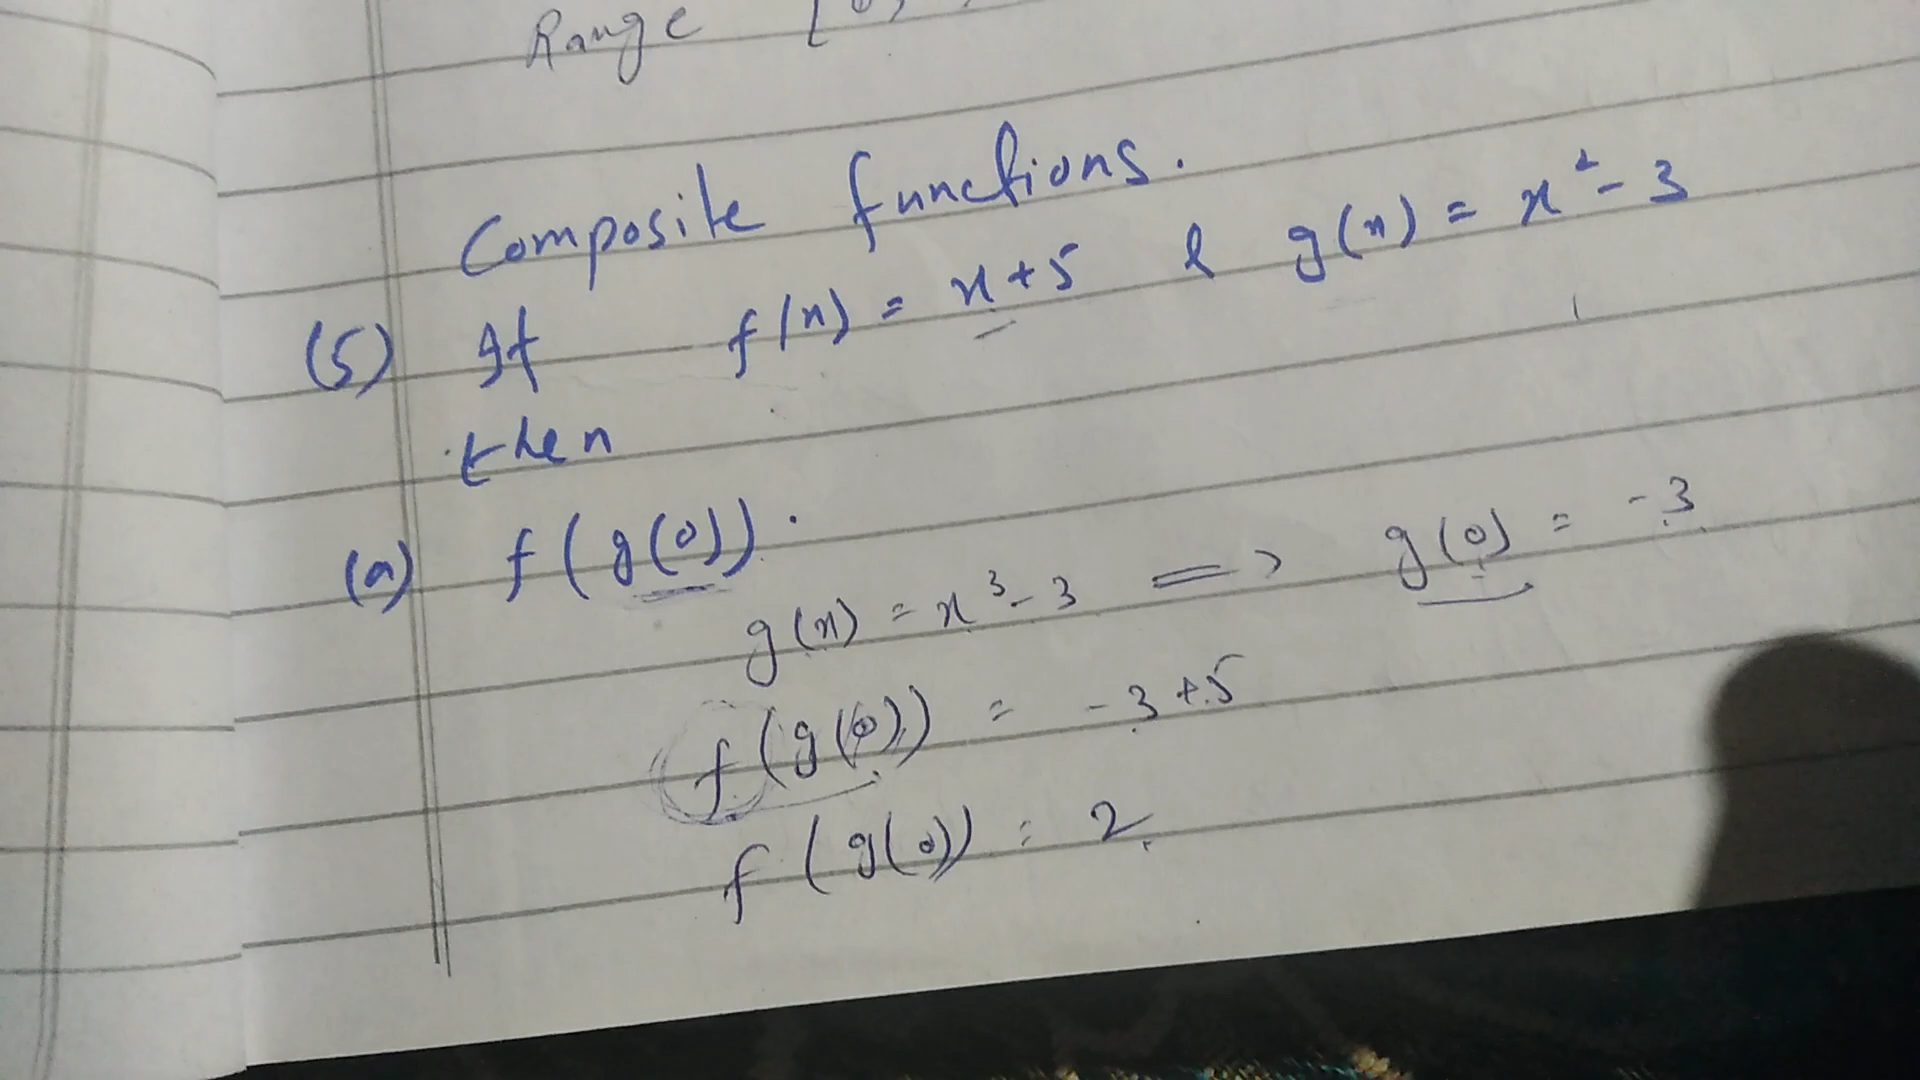 Range [0,
Composite functions.
(5) If f(x) = x+5 & g(x) = x² - 3
then
(a) f(g(0)).
g(x) = x³ - 3 => g(0) = -3
f(g(0)) = -3+5
f(g(0)) = 2